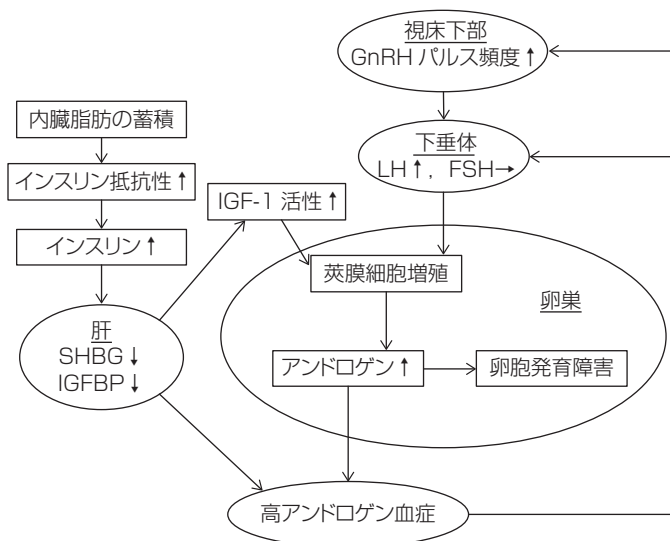 視床下部
GnRH パルス頻度↑
内臓脂肪の蓄積
下垂体
LH↑, FSH→
インスリン抵抗性↑
IGF-1 活性↑
インスリン↑
莢膜細胞増殖
卵巣
肝
SHBG↓
IGFBP↓
アンドロゲン↑
卵胞発育障害
高アンドロゲン血症